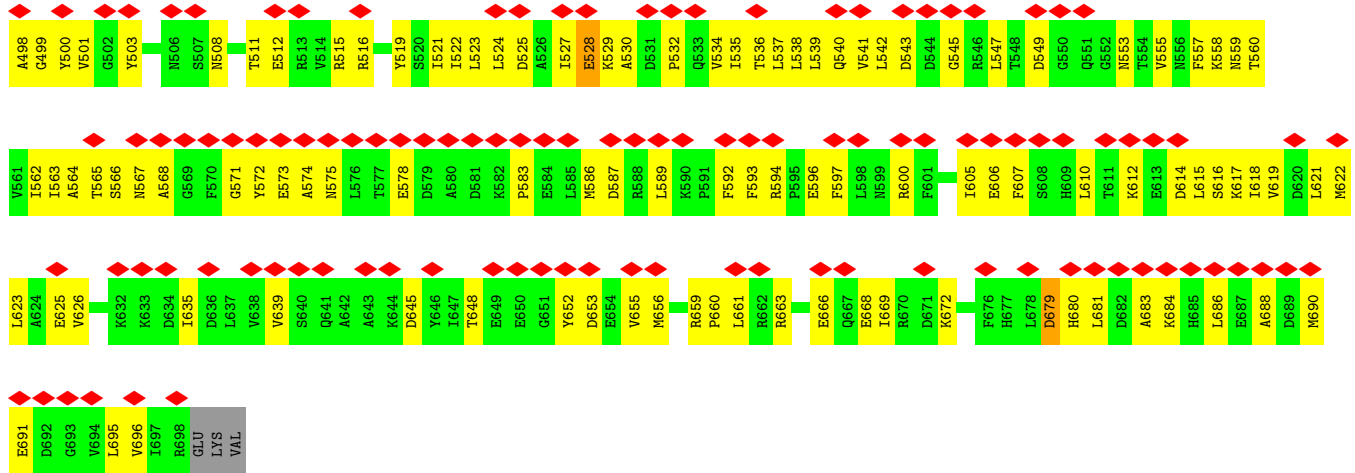 A498 G499 Y500 V501 G502 Y503 N506 S507 N508 T511 E512 R513 V514 R515 R516 Y519 S520 I521 I522 L523 L524 D525 A526 I527 E528 K529 A530 D531 P532 Q533 V534 I535 T536 L537 L538 L539 Q540 V541 L542 D543 D544 G545 R546 L547 T548 D549 G550 Q551 G552 N553 T554 V555 N556 F557 K558 N559 T560
V561 I562 I563 A564 T565 S566 N567 A568 G569 F570 G571 Y572 E573 A574 N575 L576 T577 E578 D579 A580 D581 K582 P583 E584 L585 M586 D587 R588 L589 K590 P591 F592 F593 R594 P595 E596 F597 L598 N599 R600 F601 I605 E606 F607 S608 H609 L610 T611 K612 E613 D614 L615 S616 K617 I618 V619 D620 L621 M622
L623 A624 E625 V626 K632 K633 D634 I635 D636 L637 V638 V639 S640 Q641 A642 A643 K644 D645 Y646 I647 T648 E649 E650 G651 Y652 D653 E654 V655 M656 R659 P660 L661 R662 R663 E666 Q667 E668 I669 R670 D671 K672 F676 H677 L678 D679 H680 L681 D682 A683 K684 H685 L686 E687 A688 D689 M690
E691 D692 G693 V694 L695 V696 I697 R698 GLU LYS VAL